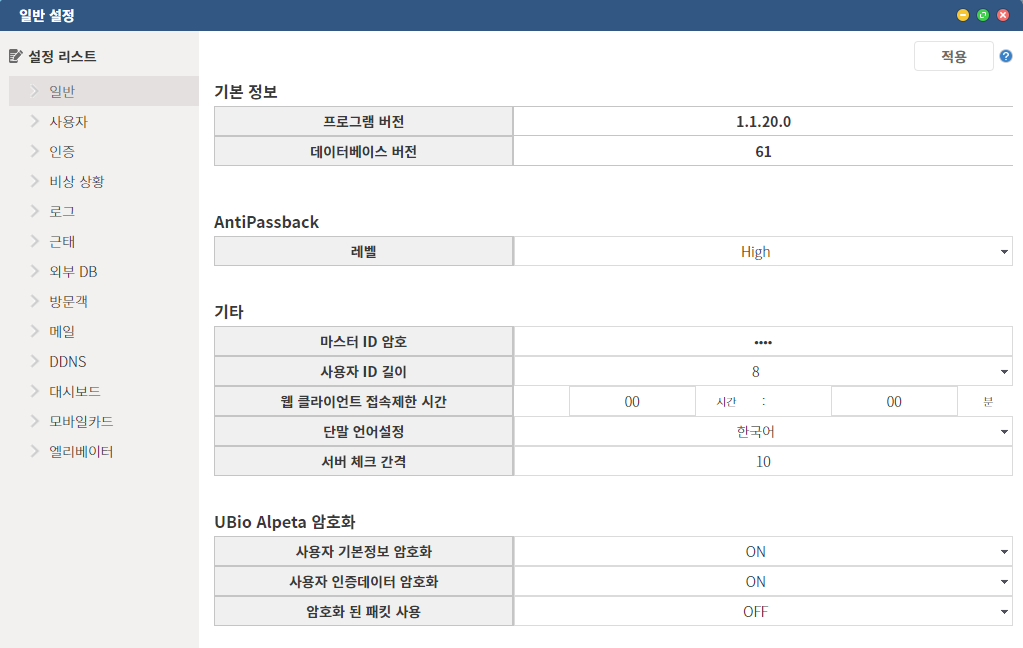 일반 설정
설정 리스트
적용
일반
사용자
인증
비상 상황
로그
근태
외부 DB
방문객
메일
DDNS
대시보드
모바일카드
엘리베이터
기본 정보
프로그램 버전 1.1.20.0
데이터베이스 버전 61
AntiPassback
레벨 High
기타
마스터 ID 암호 ••••
사용자 ID 길이 8
웹 클라이언트 접속제한 시간 00 시간 : 00 분
단말 언어설정 한국어
서버 체크 간격 10
UBio Alpeta 암호화
사용자 기본정보 암호화 ON
사용자 인증데이터 암호화 ON
암호화 된 패킷 사용 OFF